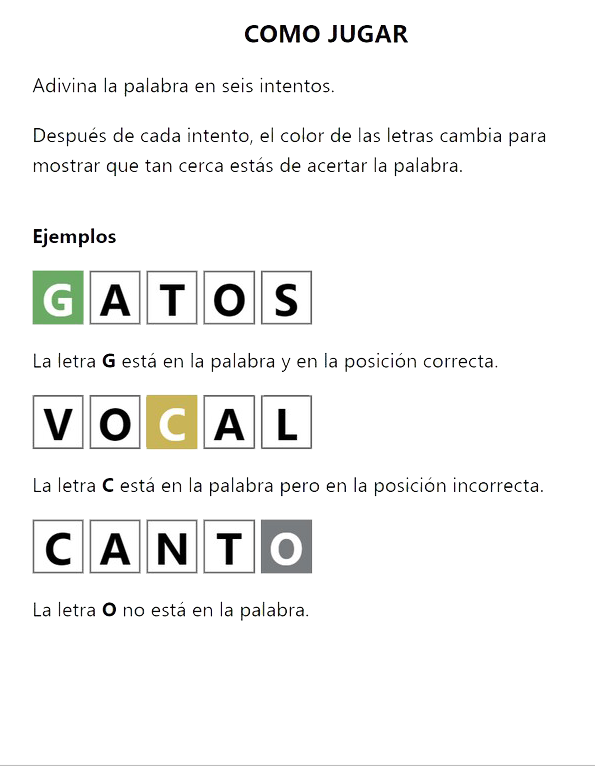 COMO JUGAR
Adivina la palabra en seis intentos.
Después de cada intento, el color de las letras cambia para
mostrar que tan cerca estás de acertar la palabra.
Ejemplos
GATOS
La letra G está en la palabra y en la posición correcta.
VOCAL
La letra C está en la palabra pero en la posición incorrecta.
CANTO
La letra O no está en la palabra.